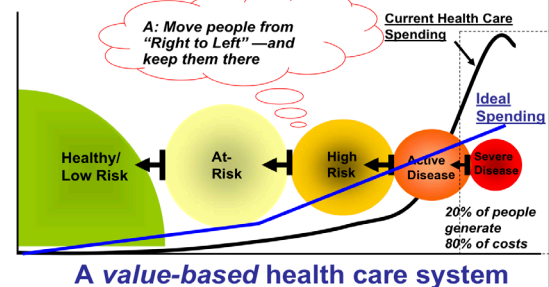 A: Move people from
“Right to Left” —and
keep them there
Current Health Care
Spending
Ideal
Spending
Healthy/
Low Risk
At-
Risk
High
Risk
Active
Disease
Severe
Disease
20% of people
generate
80% of costs
A value-based health care system